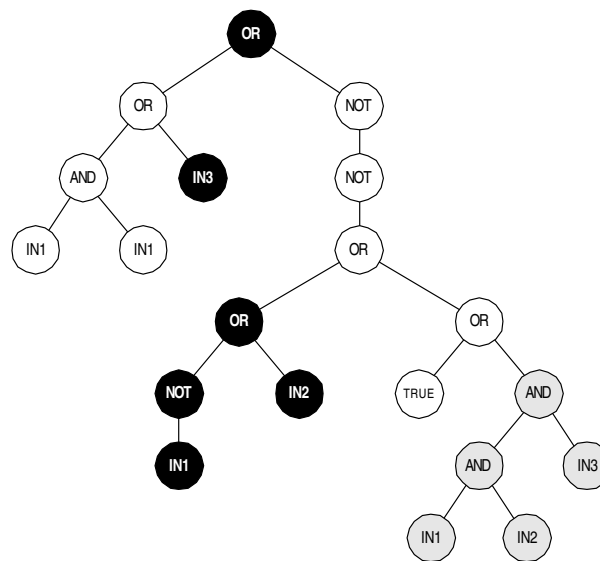 OR
OR NOT
AND IN3 NOT
IN1 IN1 OR
OR OR
NOT IN2 TRUE AND
IN1 AND IN3
IN1 IN2